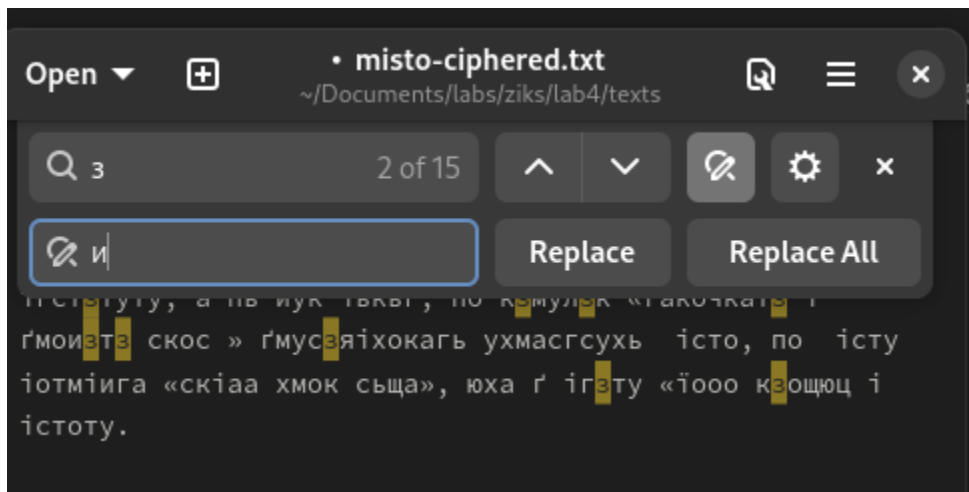 Open
• misto-ciphered.txt
~/Documents/labs/ziks/lab4/texts
з
2 of 15
и
Replace
Replace All
ґмоизтз скос » ґмусзяіхокагь ухмасгсухь істо, по істу
іотміига «скіаа хмок сьща», юха ґ ігзту «їооо кзощюц і
істоту.